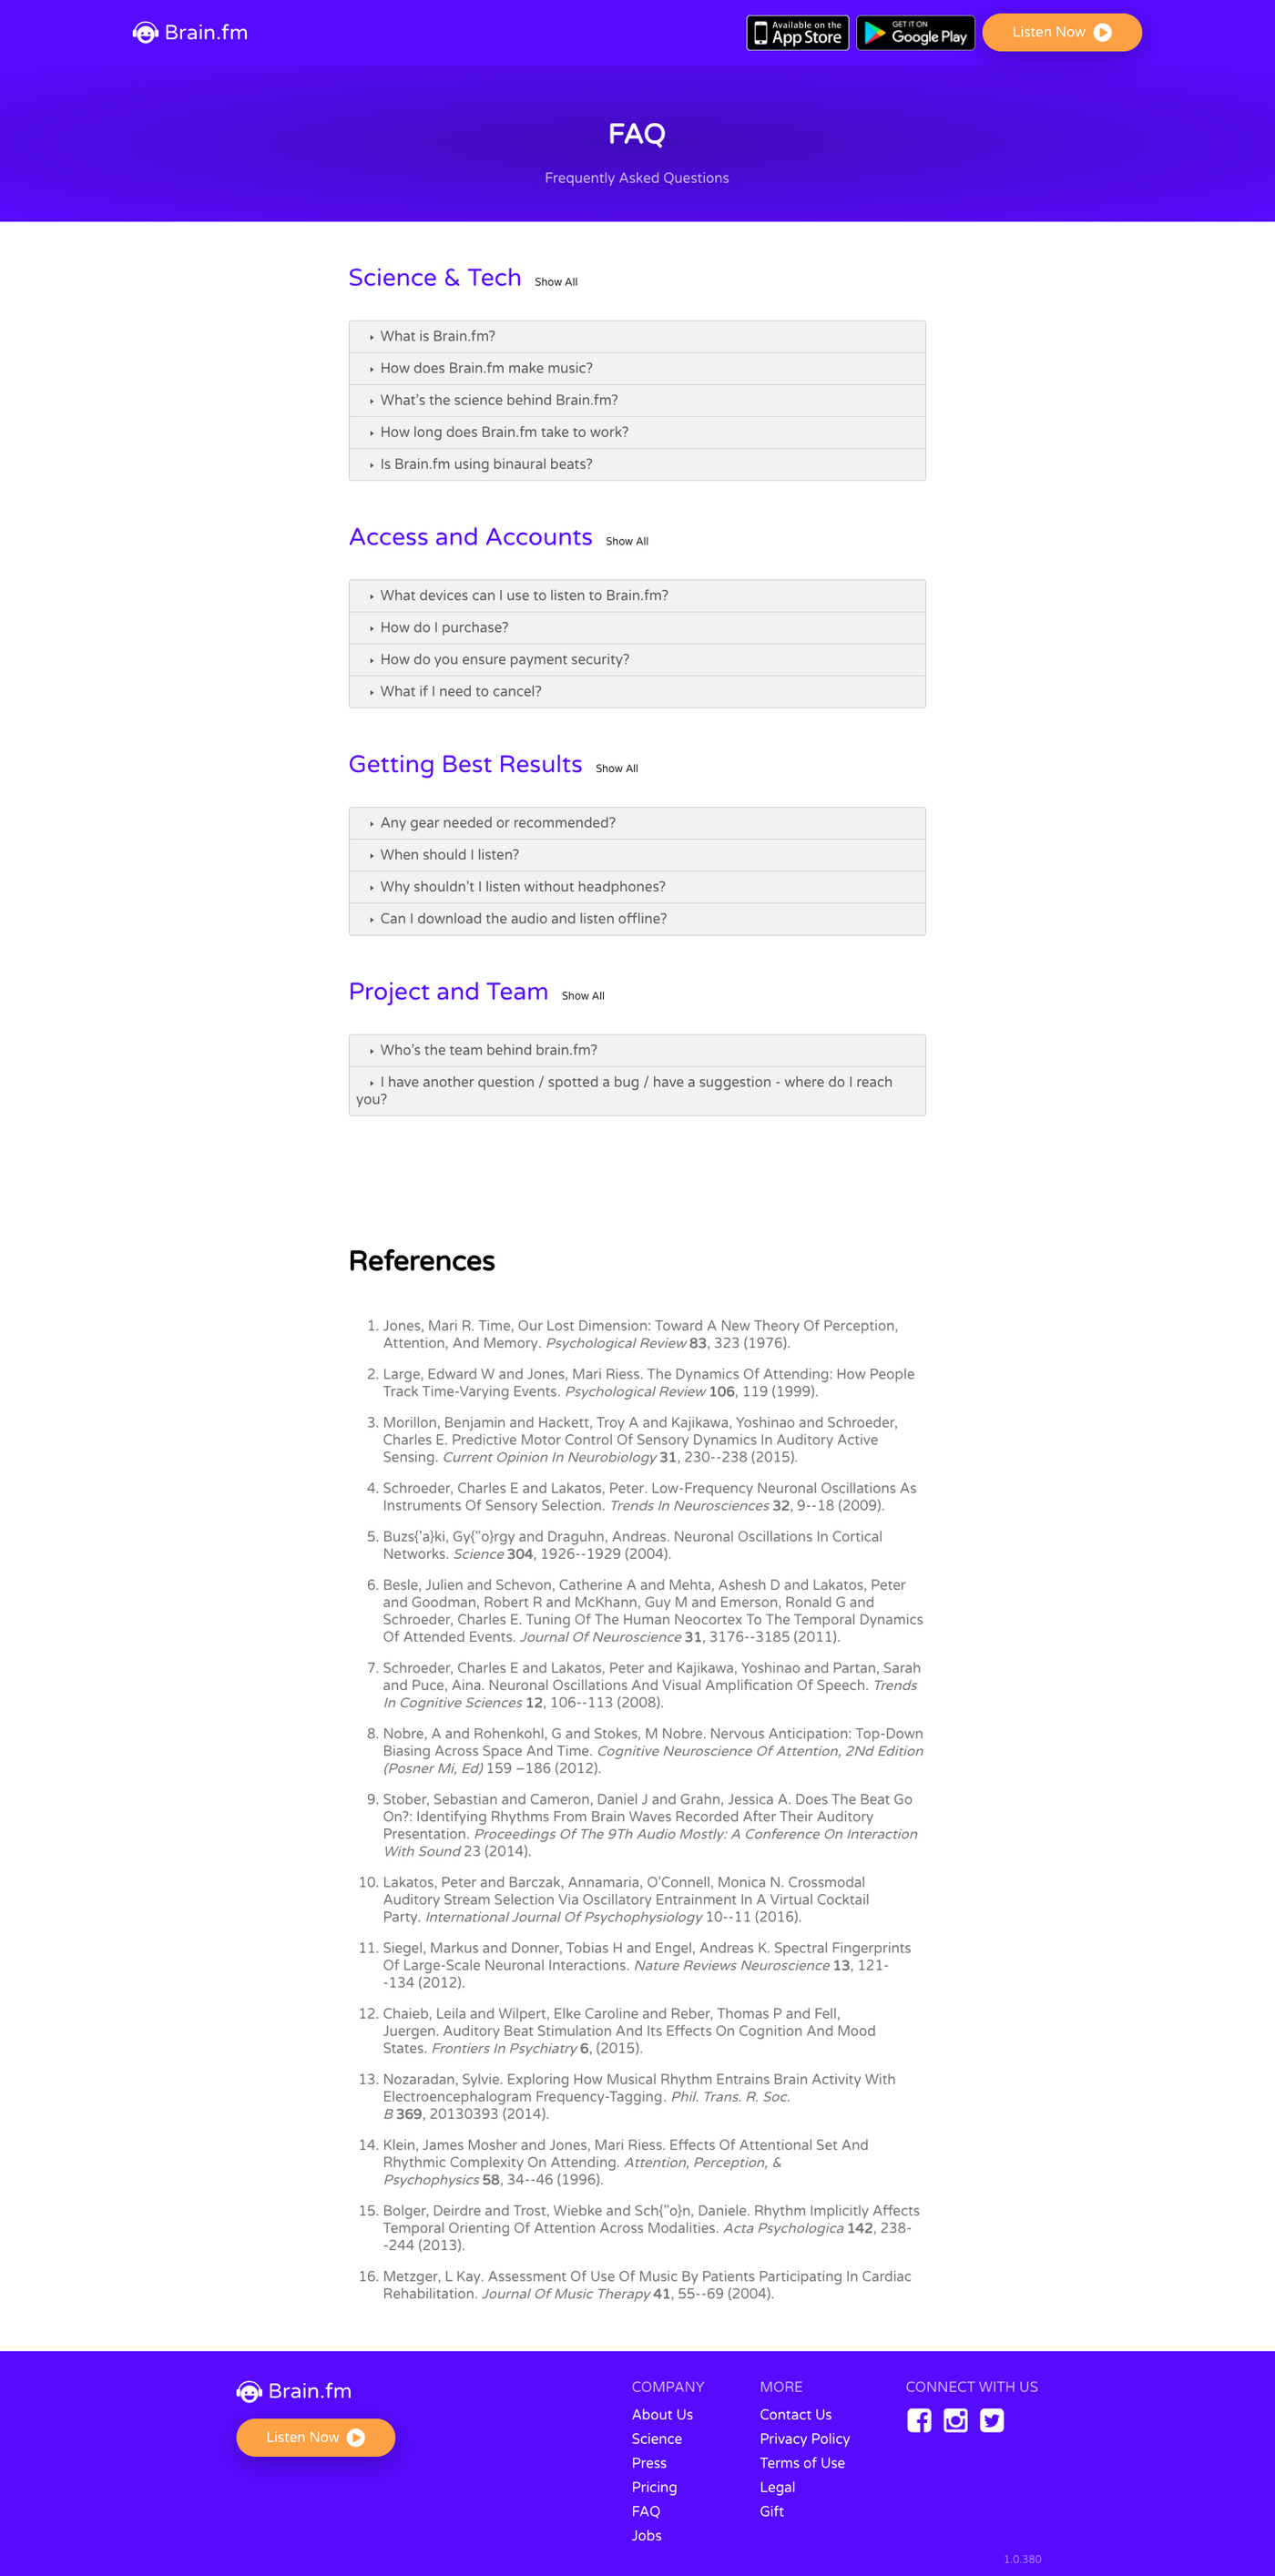 Brain.fm
Available on the
App Store
GET IT ON
Google Play
Listen Now
FAQ
Frequently Asked Questions
Science & Tech Show All
What is Brain.fm?
How does Brain.fm make music?
What's the science behind Brain.fm?
How long does Brain.fm take to work?
Is Brain.fm using binaural beats?
Access and Accounts Show All
What devices can I use to listen to Brain.fm?
How do I purchase?
How do you ensure payment security?
What if I need to cancel?
Getting Best Results Show All
Any gear needed or recommended?
When should I listen?
Why shouldn't I listen without headphones?
Can I download the audio and listen offline?
Project and Team Show All
Who's the team behind brain.fm?
I have another question / spotted a bug / have a suggestion - where do I reach
you?
References
1. Jones, Mari R. Time, Our Lost Dimension: Toward A New Theory Of Perception,
Attention, And Memory. Psychological Review 83, 323 (1976).
2. Large, Edward W and Jones, Mari Riess. The Dynamics Of Attending: How People
Track Time-Varying Events. Psychological Review 106, 119 (1999).
3. Morillon, Benjamin and Hackett, Troy A and Kajikawa, Yoshinao and Schroeder,
Charles E. Predictive Motor Control Of Sensory Dynamics In Auditory Active
Sensing. Current Opinion In Neurobiology 31, 230--238 (2015).
4. Schroeder, Charles E and Lakatos, Peter. Low-Frequency Neuronal Oscillations As
Instruments Of Sensory Selection. Trends In Neurosciences 32, 9--18 (2009).
5. Buzs{'a}ki, Gy{"o}rgy and Draguhn, Andreas. Neuronal Oscillations In Cortical
Networks. Science 304, 1926--1929 (2004).
6. Besle, Julien and Schevon, Catherine A and Mehta, Ashesh D and Lakatos, Peter
and Goodman, Robert R and McKhann, Guy M and Emerson, Ronald G and
Schroeder, Charles E. Tuning Of The Human Neocortex To The Temporal Dynamics
Of Attended Events. Journal Of Neuroscience 31, 3176--3185 (2011).
7. Schroeder, Charles E and Lakatos, Peter and Kajikawa, Yoshinao and Partan, Sarah
and Puce, Aina. Neuronal Oscillations And Visual Amplification Of Speech. Trends
In Cognitive Sciences 12, 106--113 (2008).
8. Nobre, A and Rohenkohl, G and Stokes, M Nobre. Nervous Anticipation: Top-Down
Biasing Across Space And Time. Cognitive Neuroscience Of Attention, 2Nd Edition
(Posner Mi, Ed) 159 –186 (2012).
9. Stober, Sebastian and Cameron, Daniel J and Grahn, Jessica A. Does The Beat Go
On?: Identifying Rhythms From Brain Waves Recorded After Their Auditory
Presentation. Proceedings Of The 9Th Audio Mostly: A Conference On Interaction
With Sound 23 (2014).
10. Lakatos, Peter and Barczak, Annamaria, O'Connell, Monica N. Crossmodal
Auditory Stream Selection Via Oscillatory Entrainment In A Virtual Cocktail
Party. International Journal Of Psychophysiology 10--11 (2016).
11. Siegel, Markus and Donner, Tobias H and Engel, Andreas K. Spectral Fingerprints
Of Large-Scale Neuronal Interactions. Nature Reviews Neuroscience 13, 121-
-134 (2012).
12. Chaieb, Leila and Wilpert, Elke Caroline and Reber, Thomas P and Fell,
Juergen. Auditory Beat Stimulation And Its Effects On Cognition And Mood
States. Frontiers In Psychiatry 6, (2015).
13. Nozaradan, Sylvie. Exploring How Musical Rhythm Entrains Brain Activity With
Electroencephalogram Frequency-Tagging. Phil. Trans. R. Soc.
B 369, 20130393 (2014).
14. Klein, James Mosher and Jones, Mari Riess. Effects Of Attentional Set And
Rhythmic Complexity On Attending. Attention, Perception, &
Psychophysics 58, 34--46 (1996).
15. Bolger, Deirdre and Trost, Wiebke and Sch{"o}n, Daniele. Rhythm Implicitly Affects
Temporal Orienting Of Attention Across Modalities. Acta Psychologica 142, 238-
-244 (2013).
16. Metzger, L Kay. Assessment Of Use Of Music By Patients Participating In Cardiac
Rehabilitation. Journal Of Music Therapy 41, 55--69 (2004).
Brain.fm
Listen Now
COMPANY
About Us
Science
Press
Pricing
FAQ
Jobs
MORE
Contact Us
Privacy Policy
Terms of Use
Legal
Gift
CONNECT WITH US
1.0.380